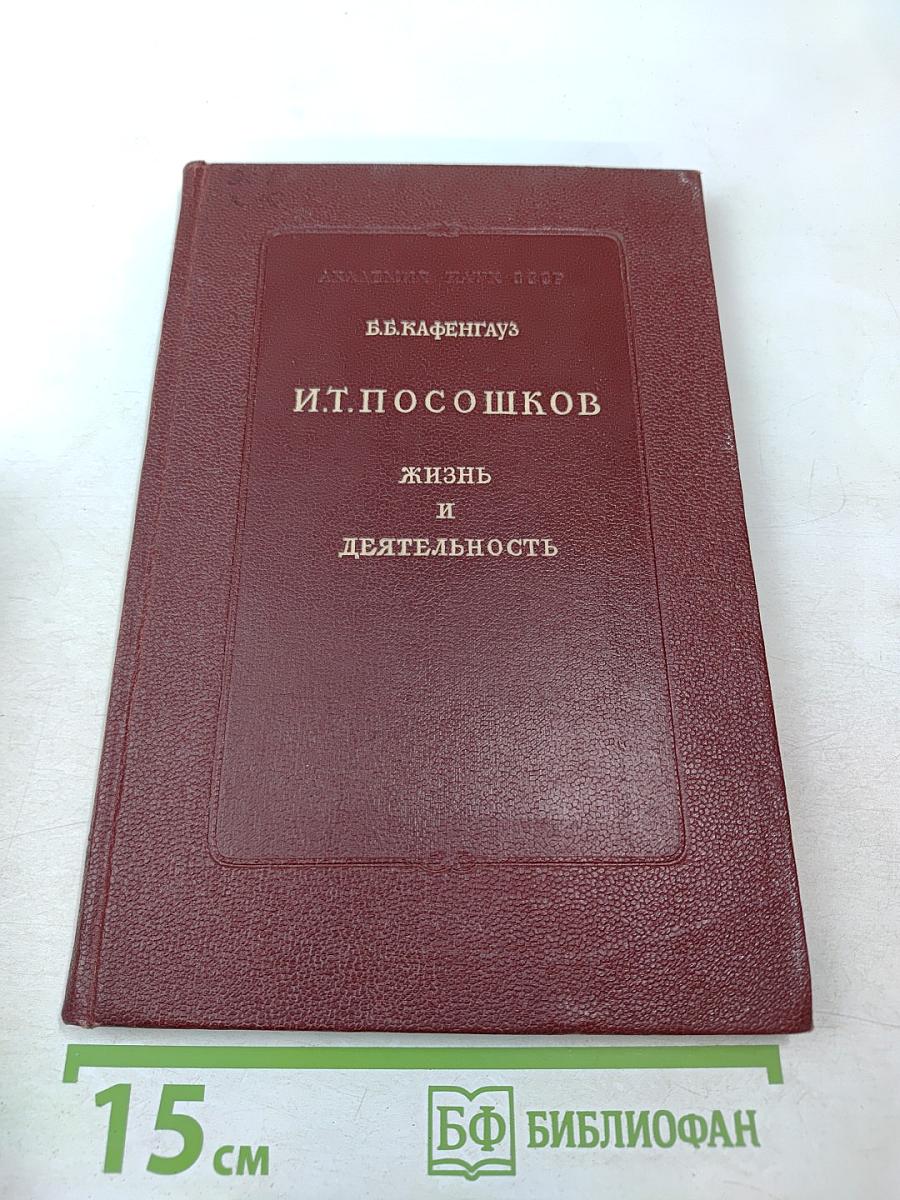 АКАДЕМИЯ НАУК СССР
Б.Б.КАФЕНГАУЗ
И.Т.ПОСОШКОВ
ЖИЗНЬ
И
ДЕЯТЕЛЬНОСТЬ
15 см
БФ БИБЛИОФАН